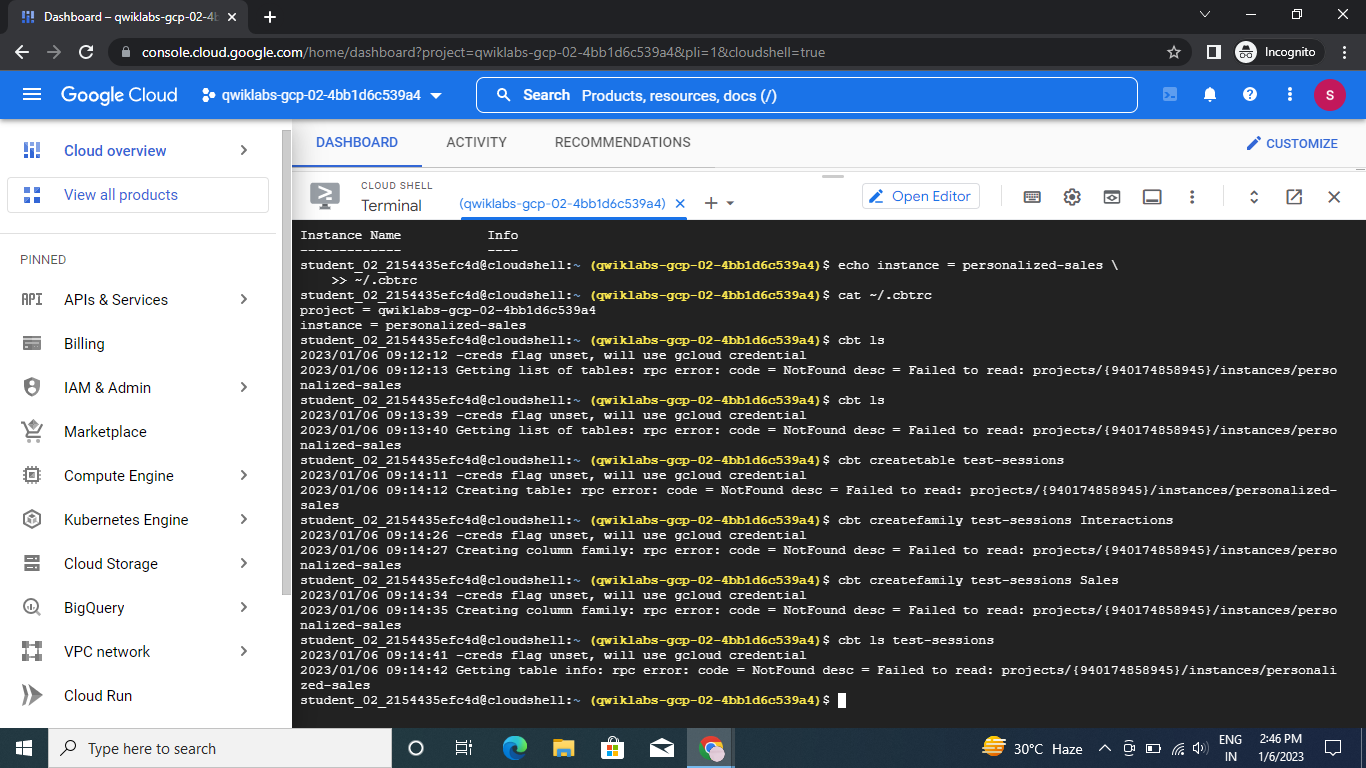 Dashboard – qwiklabs-gcp-02-4b
console.cloud.google.com/home/dashboard?project=qwiklabs-gcp-02-4bb1d6c539a4&pli=1&cloudshell=true
Incognito
Google Cloud
qwiklabs-gcp-02-4bb1d6c539a4
Search Products, resources, docs (/)
S
Cloud overview
View all products
PINNED
API APIs & Services
Billing
IAM & Admin
Marketplace
Compute Engine
Kubernetes Engine
Cloud Storage
BigQuery
VPC network
Cloud Run
DASHBOARD
ACTIVITY
RECOMMENDATIONS
CUSTOMIZE
CLOUD SHELL
Terminal
(qwiklabs-gcp-02-4bb1d6c539a4)
Open Editor
Instance Name Info
------------- ----
student_02_2154435efc4d@cloudshell:~ (qwiklabs-gcp-02-4bb1d6c539a4)$ echo instance = personalized-sales \
>> ~/.cbtrc
student_02_2154435efc4d@cloudshell:~ (qwiklabs-gcp-02-4bb1d6c539a4)$ cat ~/.cbtrc
project = qwiklabs-gcp-02-4bb1d6c539a4
instance = personalized-sales
student_02_2154435efc4d@cloudshell:~ (qwiklabs-gcp-02-4bb1d6c539a4)$ cbt ls
2023/01/06 09:12:12 -creds flag unset, will use gcloud credential
2023/01/06 09:12:13 Getting list of tables: rpc error: code = NotFound desc = Failed to read: projects/{940174858945}/instances/perso
nalized-sales
student_02_2154435efc4d@cloudshell:~ (qwiklabs-gcp-02-4bb1d6c539a4)$ cbt ls
2023/01/06 09:13:39 -creds flag unset, will use gcloud credential
2023/01/06 09:13:40 Getting list of tables: rpc error: code = NotFound desc = Failed to read: projects/{940174858945}/instances/perso
nalized-sales
student_02_2154435efc4d@cloudshell:~ (qwiklabs-gcp-02-4bb1d6c539a4)$ cbt createtable test-sessions
2023/01/06 09:14:11 -creds flag unset, will use gcloud credential
2023/01/06 09:14:12 Creating table: rpc error: code = NotFound desc = Failed to read: projects/{940174858945}/instances/personalized-
sales
student_02_2154435efc4d@cloudshell:~ (qwiklabs-gcp-02-4bb1d6c539a4)$ cbt createfamily test-sessions Interactions
2023/01/06 09:14:26 -creds flag unset, will use gcloud credential
2023/01/06 09:14:27 Creating column family: rpc error: code = NotFound desc = Failed to read: projects/{940174858945}/instances/perso
nalized-sales
student_02_2154435efc4d@cloudshell:~ (qwiklabs-gcp-02-4bb1d6c539a4)$ cbt createfamily test-sessions Sales
2023/01/06 09:14:34 -creds flag unset, will use gcloud credential
2023/01/06 09:14:35 Creating column family: rpc error: code = NotFound desc = Failed to read: projects/{940174858945}/instances/perso
nalized-sales
student_02_2154435efc4d@cloudshell:~ (qwiklabs-gcp-02-4bb1d6c539a4)$ cbt ls test-sessions
2023/01/06 09:14:41 -creds flag unset, will use gcloud credential
2023/01/06 09:14:42 Getting table info: rpc error: code = NotFound desc = Failed to read: projects/{940174858945}/instances/personali
zed-sales
student_02_2154435efc4d@cloudshell:~ (qwiklabs-gcp-02-4bb1d6c539a4)$
Type here to search
30°C Haze
ENG
IN
2:46 PM
1/6/2023